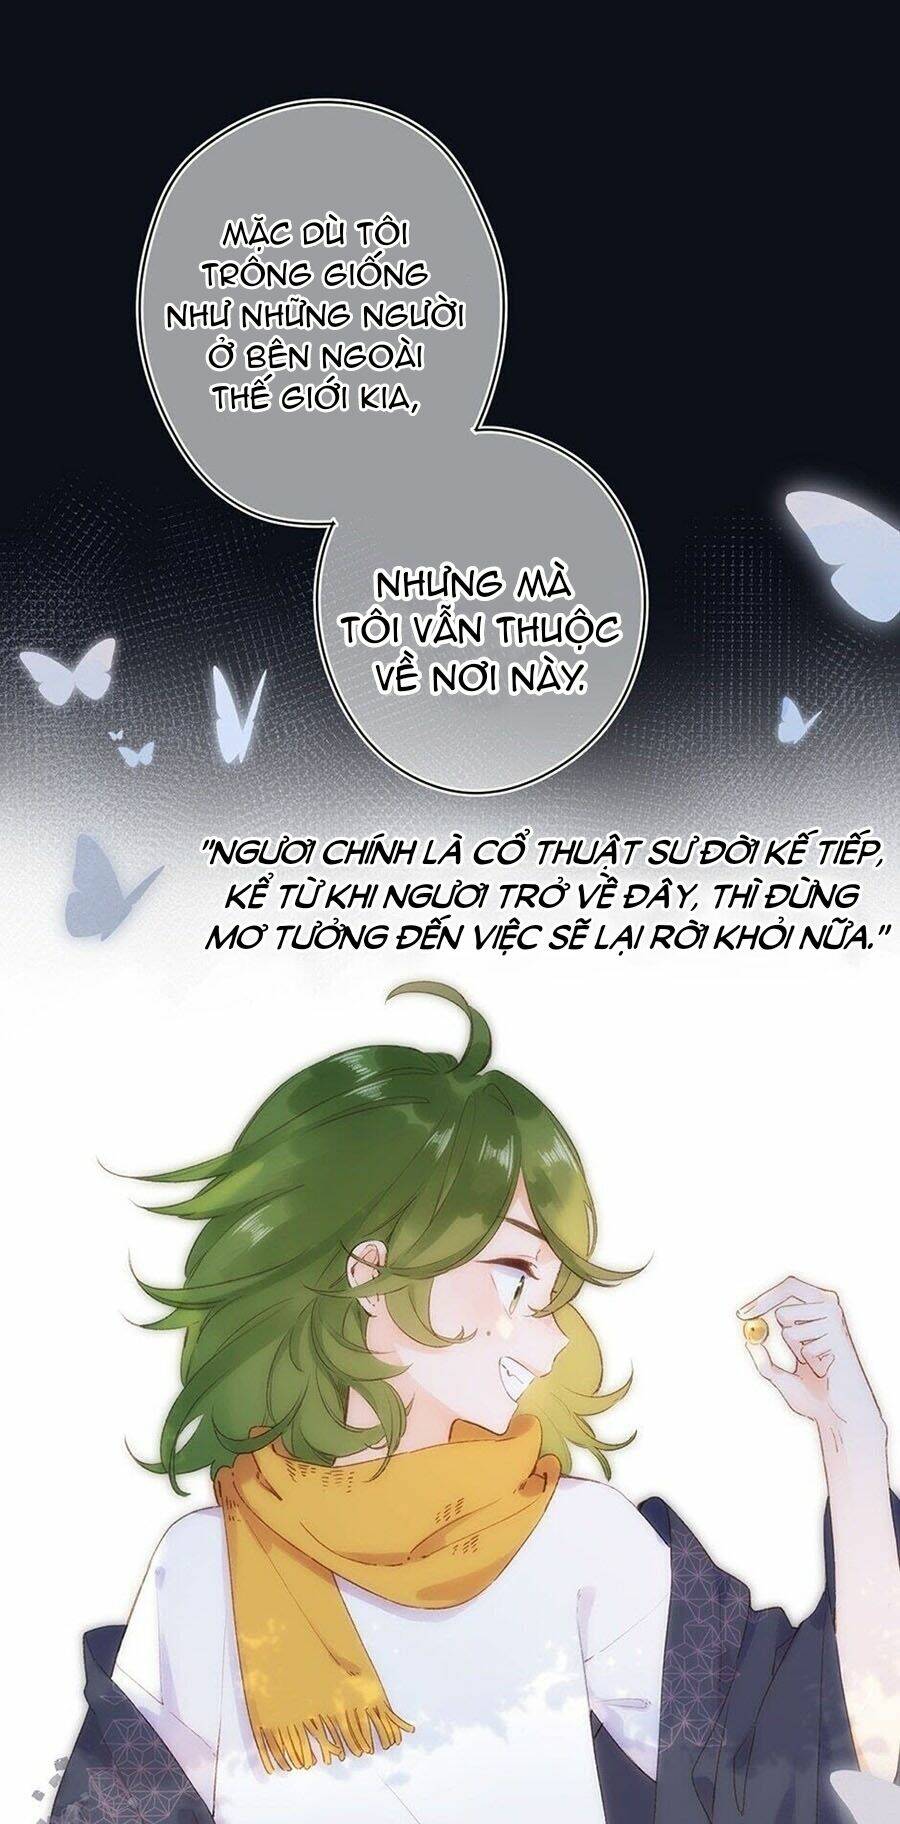 MẶC DÙ TÔI
TRÔNG GIỐNG
NHƯ NHỮNG NGƯỜI
Ở BÊN NGOÀI
THẾ GIỚI KIA,
NHƯNG MÀ
TÔI VẪN THUỘC
VỀ NƠI NÀY.
"NGƯƠI CHÍNH LÀ CỔ THUẬT SƯ ĐỜI KẾ TIẾP,
KỂ TỪ KHI NGƯƠI TRỞ VỀ ĐÂY, THÌ ĐỪNG
MƠ TƯỞNG ĐẾN VIỆC SẼ LẠI RỜI KHỎI NỮA."